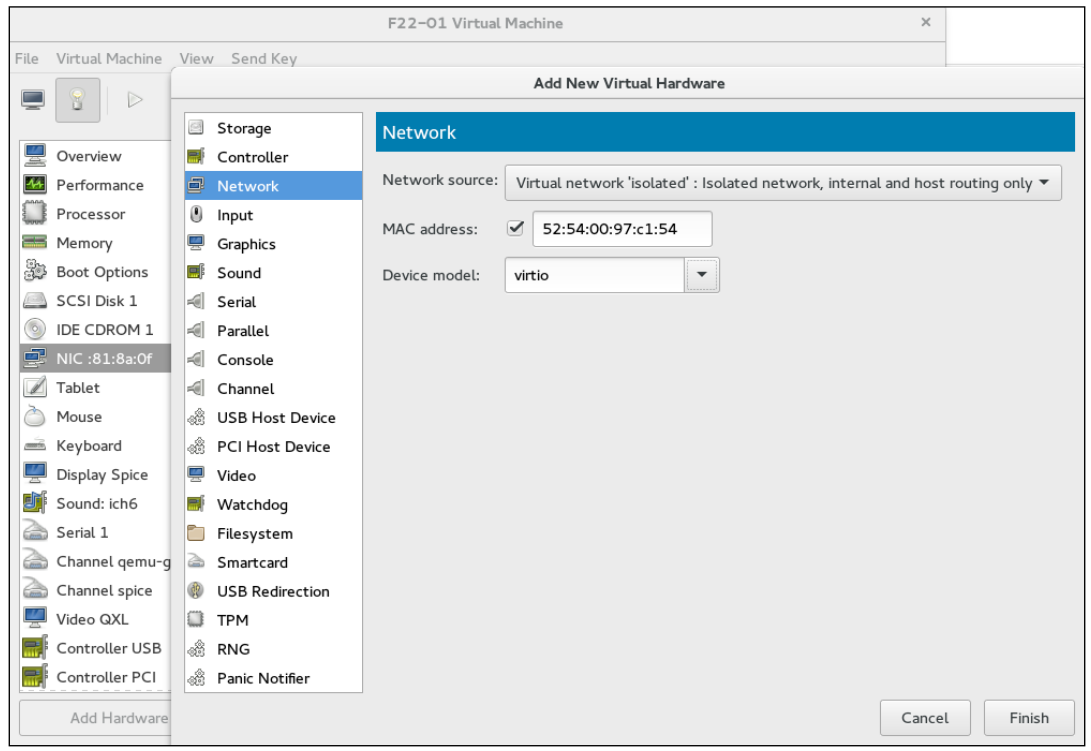 F22-01 Virtual Machine ×
File Virtual Machine View Send Key
Add New Virtual Hardware
Overview
Performance
Processor
Memory
Boot Options
SCSI Disk 1
IDE CDROM 1
NIC :81:8a:0f
Tablet
Mouse
Keyboard
Display Spice
Sound: ich6
Serial 1
Channel qemu-g
Channel spice
Video QXL
Controller USB
Controller PCI
Add Hardware
Storage
Controller
Network
Input
Graphics
Sound
Serial
Parallel
Console
Channel
USB Host Device
PCI Host Device
Video
Watchdog
Filesystem
Smartcard
USB Redirection
TPM
RNG
Panic Notifier
Network
Network source: Virtual network 'isolated' : Isolated network, internal and host routing only
MAC address: 52:54:00:97:c1:54
Device model: virtio
Cancel Finish